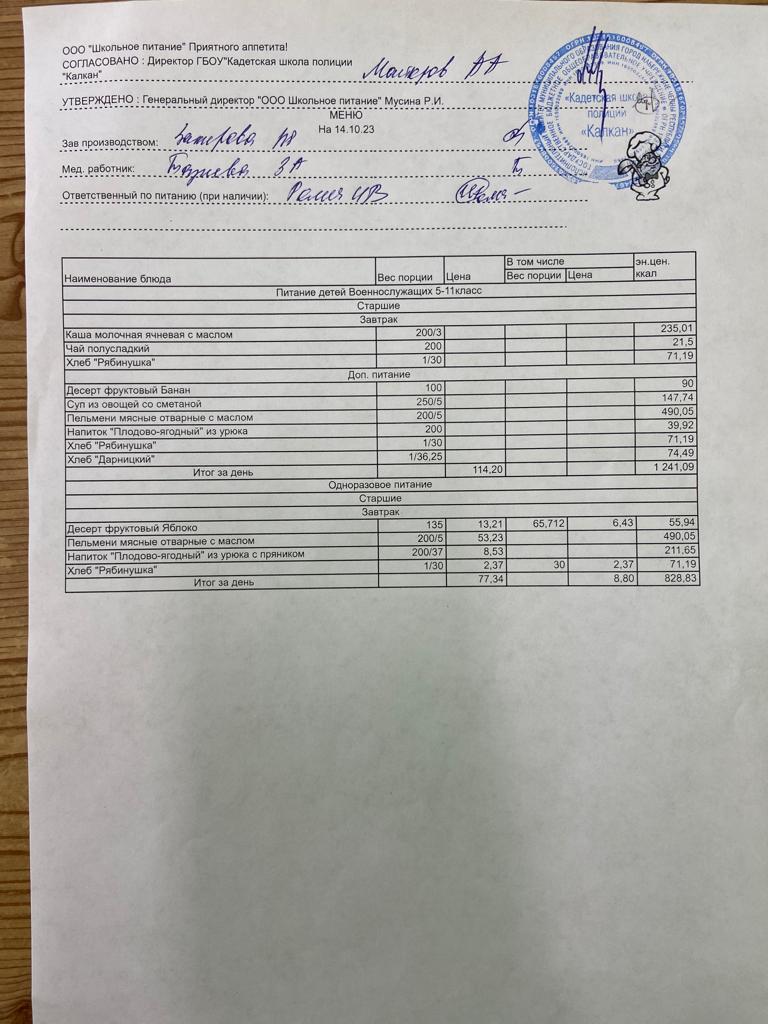 ООО "Школьное питание" Приятного аппетита!
СОГЛАСОВАНО : Директор ГБОУ"Кадетская школа полиции
"Калкан"
УТВЕРЖДЕНО : Генеральный директор "ООО Школьное питание" Мусина Р.И.
МЕНЮ
На 14.10.23
Зав производством:
Мед. работник:
Ответственный по питанию (при наличии):
«Кадетская школа
полиции
«Калкан»
Наименование блюда Вес порции Цена В том числе эн.цен. ккал
Вес порции Цена
Питание детей Военнослужащих 5-11класс
Старшие
Завтрак
Каша молочная ячневая с маслом 200/3 235,01
Чай полусладкий 200 21,5
Хлеб "Рябинушка" 1/30 71,19
Доп. питание
Десерт фруктовый Банан 100 90
Суп из овощей со сметаной 250/5 147,74
Пельмени мясные отварные с маслом 200/5 490,05
Напиток "Плодово-ягодный" из урюка 200 39,92
Хлеб "Рябинушка" 1/30 71,19
Хлеб "Дарницкий" 1/36,25 74,49
Итог за день 114,20 1 241,09
Одноразовое питание
Старшие
Завтрак
Десерт фруктовый Яблоко 135 13,21 65,712 6,43 55,94
Пельмени мясные отварные с маслом 200/5 53,23 490,05
Напиток "Плодово-ягодный" из урюка с пряником 200/37 8,53 211,65
Хлеб "Рябинушка" 1/30 2,37 30 2,37 71,19
Итог за день 77,34 8,80 828,83